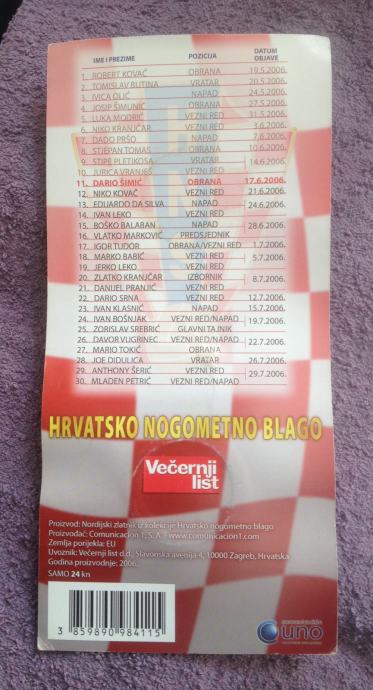 IME I PREZIME POZICIJA DATUM OBJAVE
1. ROBERT KOVAČ OBRANA 19.5.2006.
2. TOMISLAV BUTINA VRATAR 20.5.2006.
3. IVICA OLIĆ NAPAD 24.5.2006.
4. JOSIP ŠIMUNIĆ OBRANA 27.5.2006.
5. LUKA MODRIĆ VEZNI RED 31.5.2006.
6. NIKO KRANJČAR VEZNI RED 3.6.2006.
7. DADO PRŠO NAPAD 7.6.2006.
8. STJEPAN TOMAS OBRANA 10.6.2006.
9. STIPE PLETIKOSA VRATAR 14.6.2006.
10. JURICA VRANJEŠ VEZNI RED
11. DARIO ŠIMIĆ OBRANA 17.6.2006.
12. NIKO KOVAČ VEZNI RED 21.6.2006.
13. EDUARDO DA SILVA NAPAD 24.6.2006.
14. IVAN LEKO VEZNI RED
15. BOŠKO BALABAN NAPAD 28.6.2006.
16. VLATKO MARKOVIĆ PREDSJEDNIK
17. IGOR TUDOR OBRANA/VEZNI RED 1.7.2006.
18. MARKO BABIĆ VEZNI RED 5.7.2006.
19. JERKO LEKO VEZNI RED
20. ZLATKO KRANJČAR IZBORNIK 8.7.2006.
21. DANIJEL PRANJIĆ VEZNI RED
22. DARIO SRNA VEZNI RED 12.7.2006.
23. IVAN KLASNIĆ NAPAD 15.7.2006.
24. IVAN BOŠNJAK VEZNI RED/NAPAD 19.7.2006.
25. ZORISLAV SREBRIĆ GLAVNI TAJNIK
26. DAVOR VUGRINEC VEZNI RED/NAPAD 22.7.2006.
27. MARIO TOKIĆ OBRANA
28. JOE DIDULICA VRATAR 26.7.2006.
29. ANTHONY ŠERIĆ VEZNI RED 29.7.2006.
30. MLADEN PETRIĆ VEZNI RED/NAPAD
HRVATSKO NOGOMETNO BLAGO
Večernji
list
Proizvod: Nordijski zlatnik iz kolekcije Hrvatsko nogometno blago
Proizvođač: Comunicacion 1, S.A. - www.comunicacion1.com
Zemlja porijekla: EU
Uvoznik: Večernji list d.d., Slavonska avenija 4, 10000 Zagreb, Hrvatska
Godina proizvodnje: 2006.
SAMO 24 kn
3 859890 984115
uno